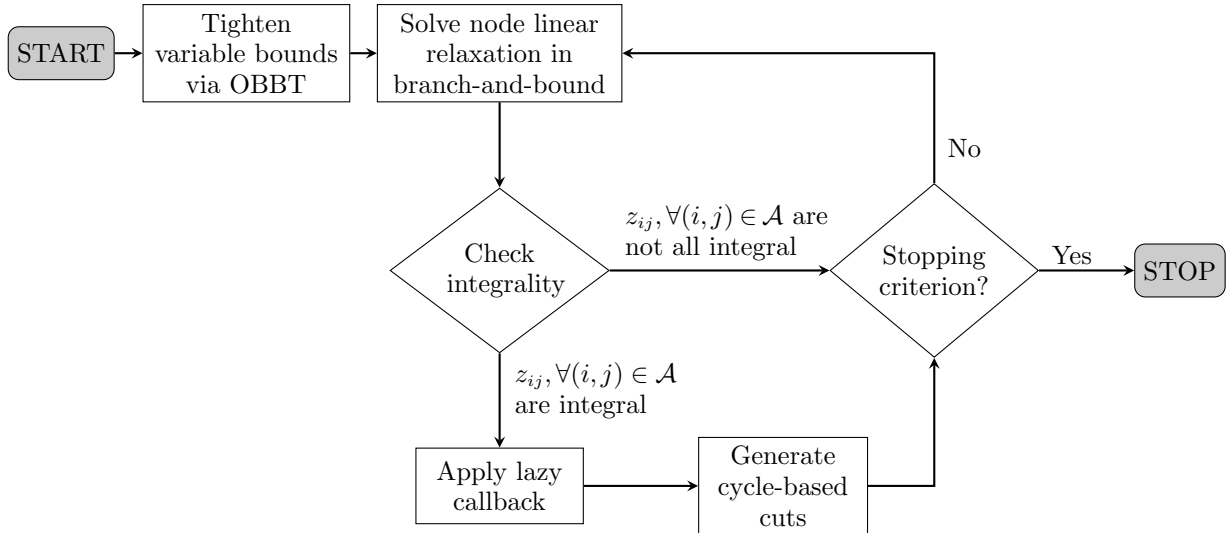 START
Tighten
variable bounds
via OBBT
Solve node linear
relaxation in
branch-and-bound
No
Check
integrality
z_{ij}, ∀(i, j) ∈ 𝒜 are
not all integral
Stopping
criterion?
Yes
STOP
z_{ij}, ∀(i, j) ∈ 𝒜
are integral
Apply lazy
callback
Generate
cycle-based
cuts